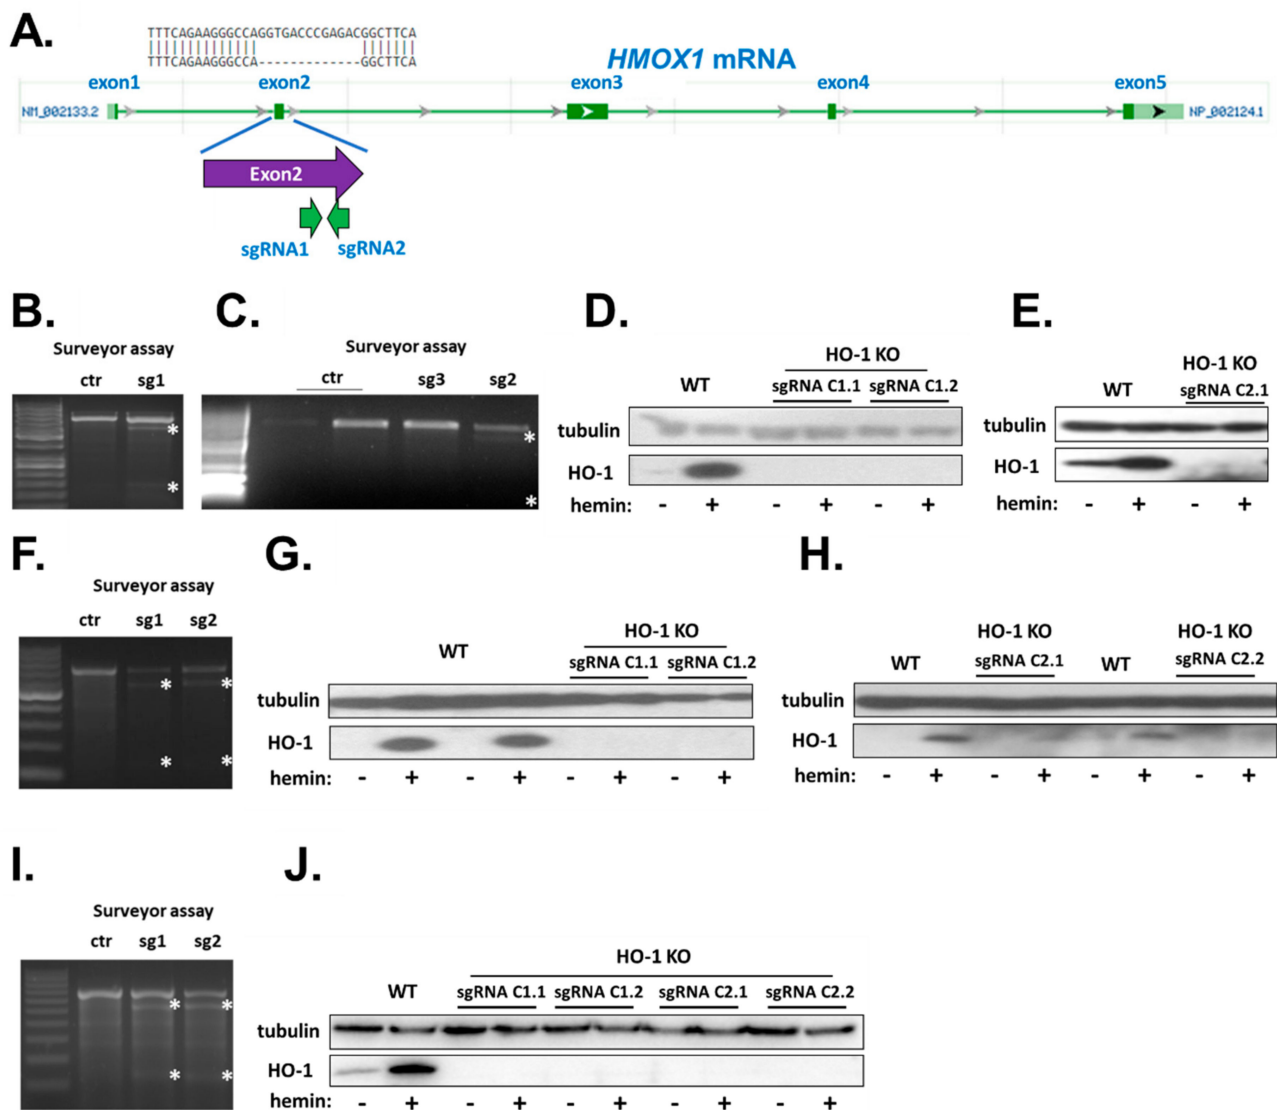 A.
TTTCAGAAGGGCCAGGTGACCCGAGACGGCTTCA
TTTCAGAAGGGCCA-------------GGCTTCA
HMOX1 mRNA
exon1 exon2 exon3 exon4 exon5
NM_002133.2 NP_002124.1
Exon2
sgRNA1 sgRNA2
B. C. D. E.
Surveyor assay
ctr sg1
*
*
Surveyor assay
ctr sg3 sg2
*
*
HO-1 KO
WT sgRNA C1.1 sgRNA C1.2
tubulin
HO-1
hemin: - + - + - +
HO-1 KO
WT sgRNA C2.1
tubulin
HO-1
hemin: - + - +
F. G. H.
Surveyor assay
ctr sg1 sg2
* *
* *
HO-1 KO
WT sgRNA C1.1 sgRNA C1.2
tubulin
HO-1
hemin: - + - + - + - +
HO-1 KO HO-1 KO
WT sgRNA C2.1 WT sgRNA C2.2
tubulin
HO-1
hemin: - + - + - + - +
I. J.
Surveyor assay
ctr sg1 sg2
* *
* *
HO-1 KO
WT sgRNA C1.1 sgRNA C1.2 sgRNA C2.1 sgRNA C2.2
tubulin
HO-1
hemin: - + - + - + - + - +